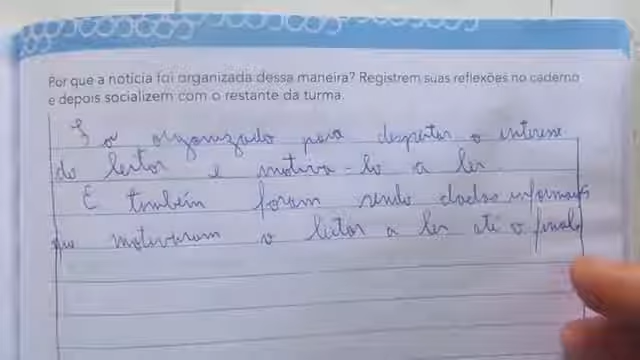 Por que a notícia foi organizada dessa maneira? Registrem suas reflexões no caderno
e depois socializem com o restante da turma.
organizado para despertar o interesse
do leitor e motiva-lo a ler
E também foram sendo dadas informações
que motivaram o leitor a ler até o final